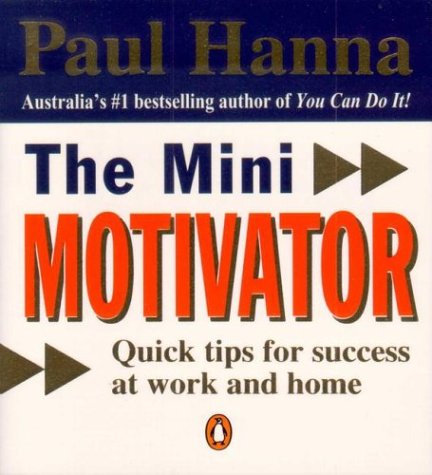 Paul Hanna
Australia's #1 bestselling author of You Can Do It!
The Mini
MOTIVATOR
Quick tips for success
at work and home